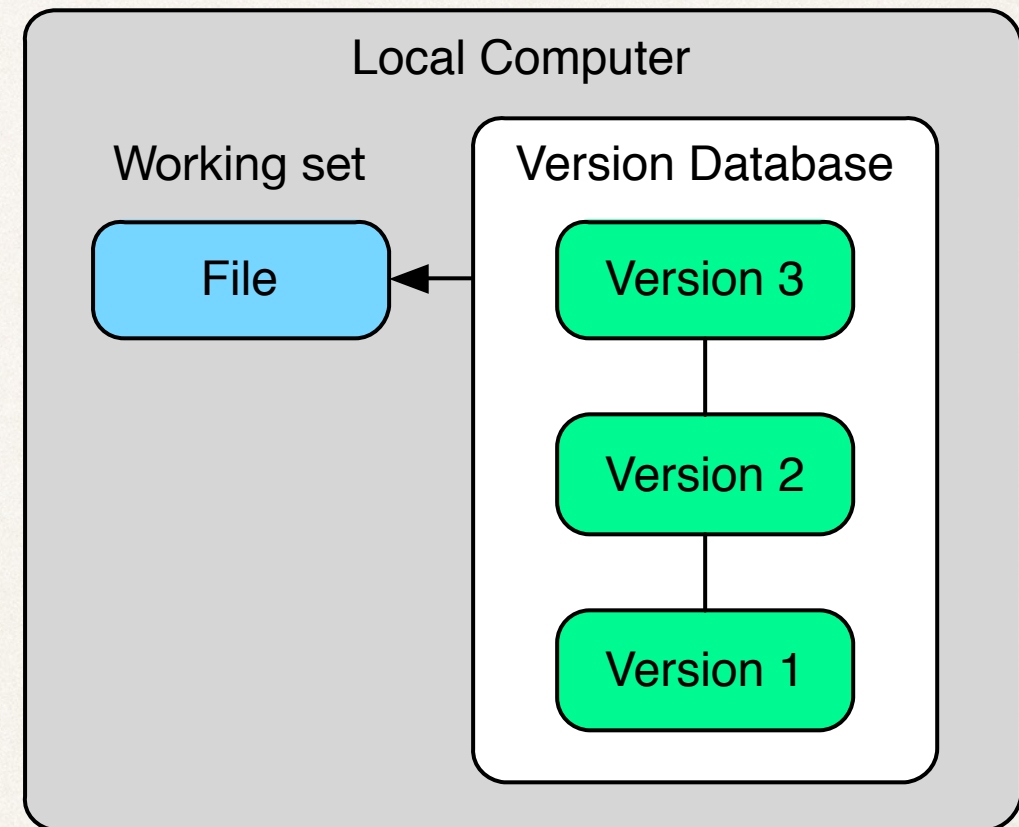 Local Computer
Working set
File
Version Database
Version 3
Version 2
Version 1